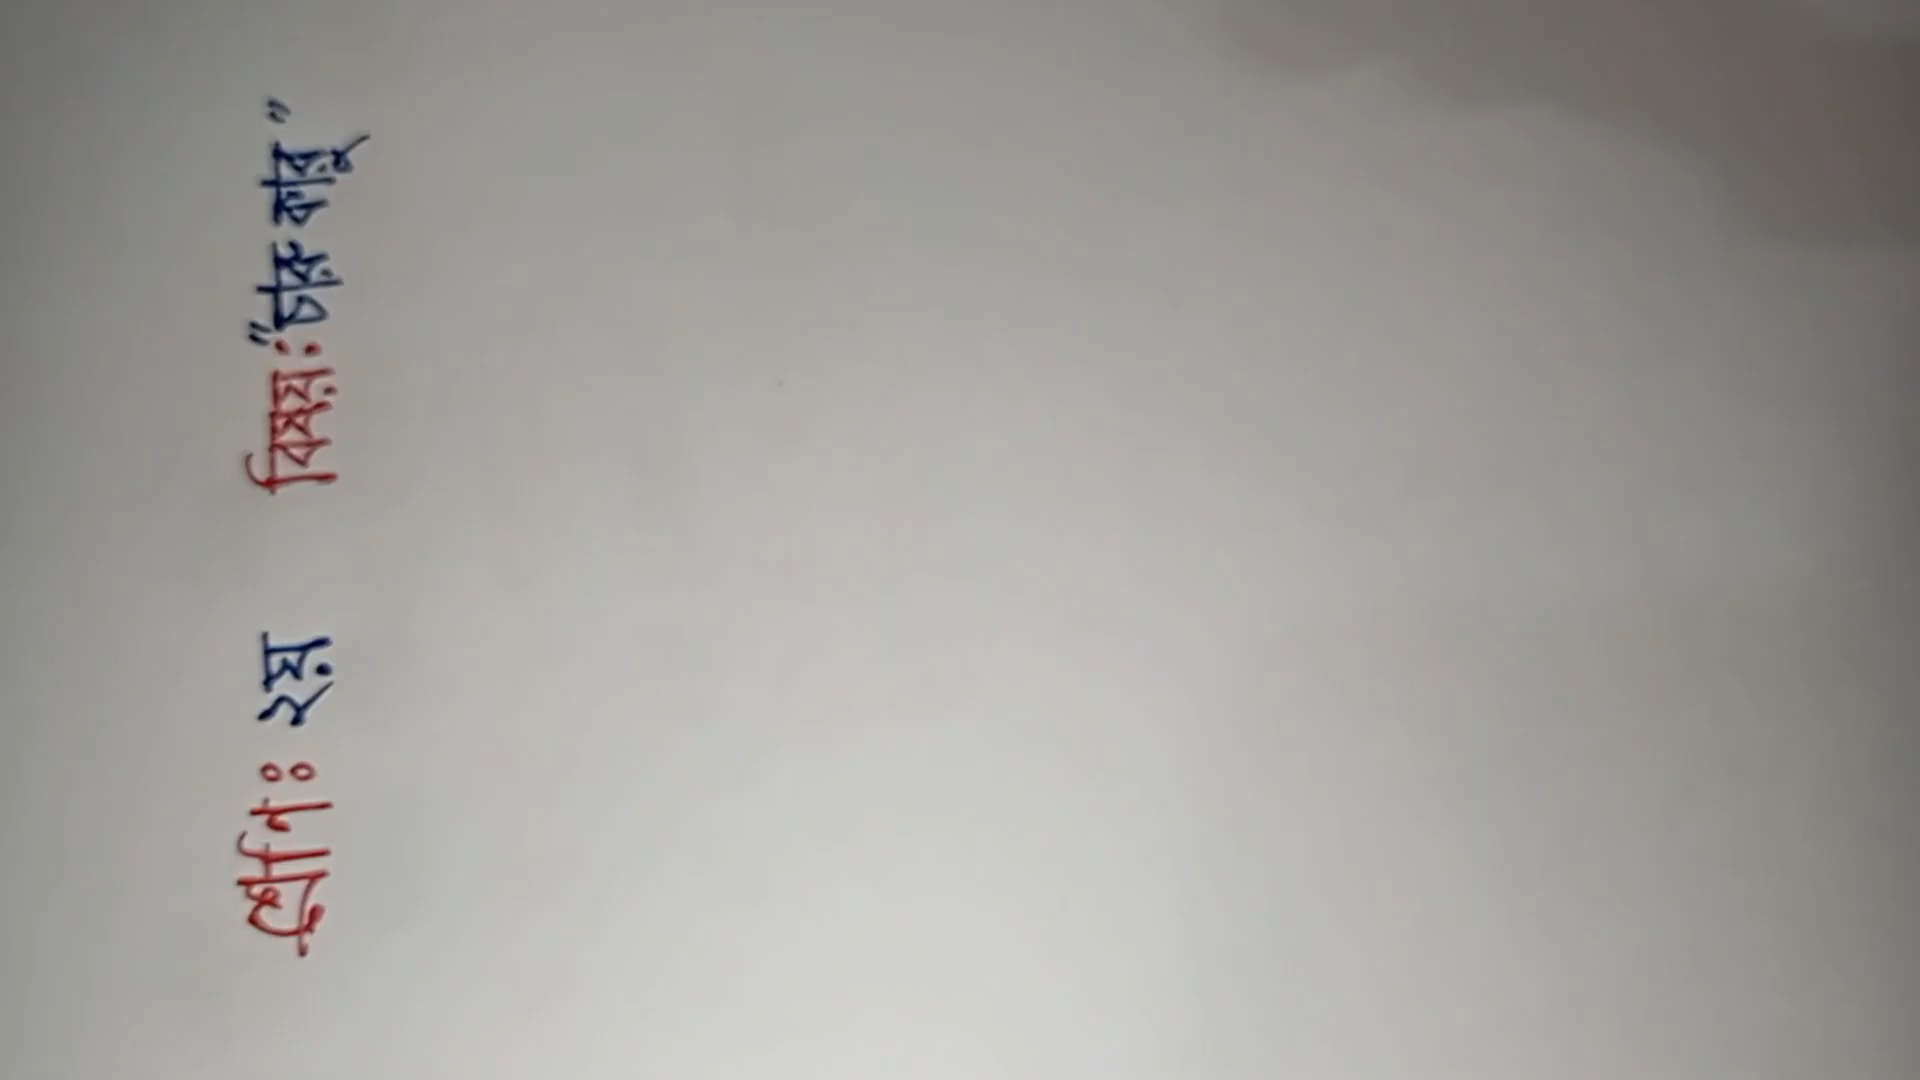 শ্রেণি : ২য় বিষয় : "চারু কারু"